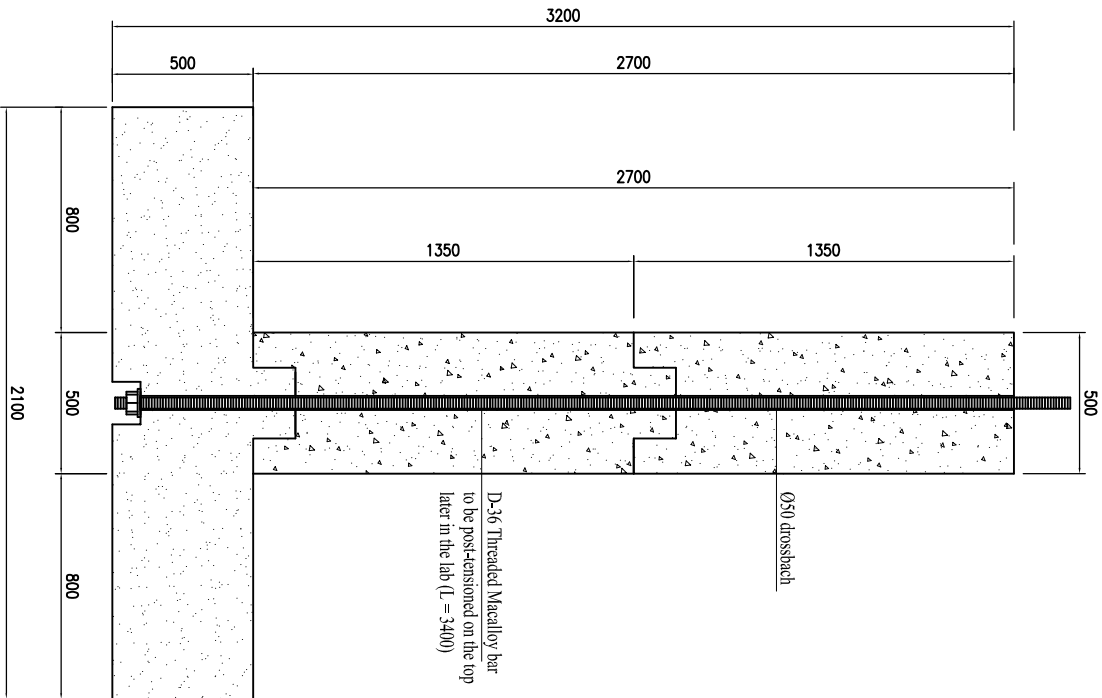 3200
500
2700
2700
1350
1350
500
800
500
800
2100
Ø50 drossbach
D-36 Threaded Macalloy bar
to be post-tensioned on the top
later in the lab (L = 3400)